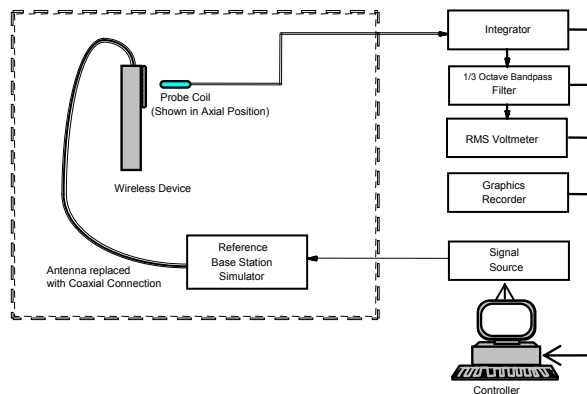 Integrator
1/3 Octave Bandpass
Filter
RMS Voltmeter
Graphics
Recorder
Signal
Source
Controller
Probe Coil
(Shown in Axial Position)
Wireless Device
Reference
Base Station
Simulator
Antenna replaced
with Coaxial Connection